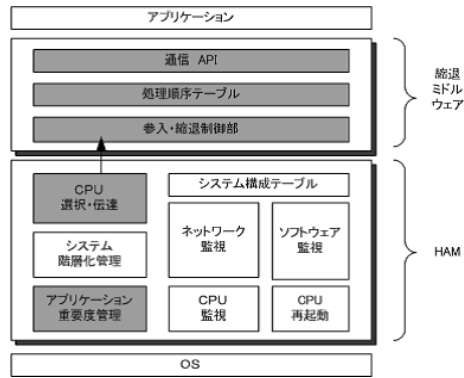 アプリケーション
通信 API
処理順序テーブル
参入・縮退制御部
縮退
ミドル
ウェア
CPU
選択・伝達
システム構成テーブル
システム
階層化管理
ネットワーク
監視
ソフトウェア
監視
HAM
アプリケーション
重要度管理
CPU
監視
CPU
再起動
OS